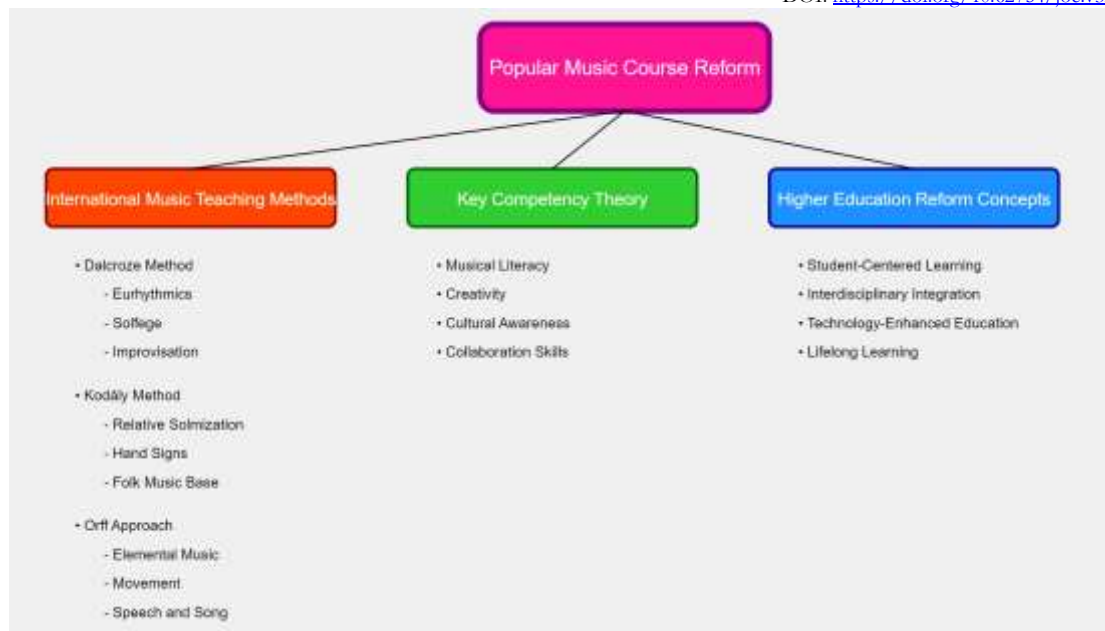 DOI:
Popular Music Course Reform
International Music Teaching Methods
Key Competency Theory
Higher Education Reform Concepts
• Dalcroze Method
- Eurhythmics
- Solfege
- Improvisation
• Kodály Method
- Relative Solmization
- Hand Signs
- Folk Music Base
• Orff Approach
- Elemental Music
- Movement
- Speech and Song
• Musical Literacy
• Creativity
• Cultural Awareness
• Collaboration Skills
• Student-Centered Learning
• Interdisciplinary Integration
• Technology-Enhanced Education
• Lifelong Learning